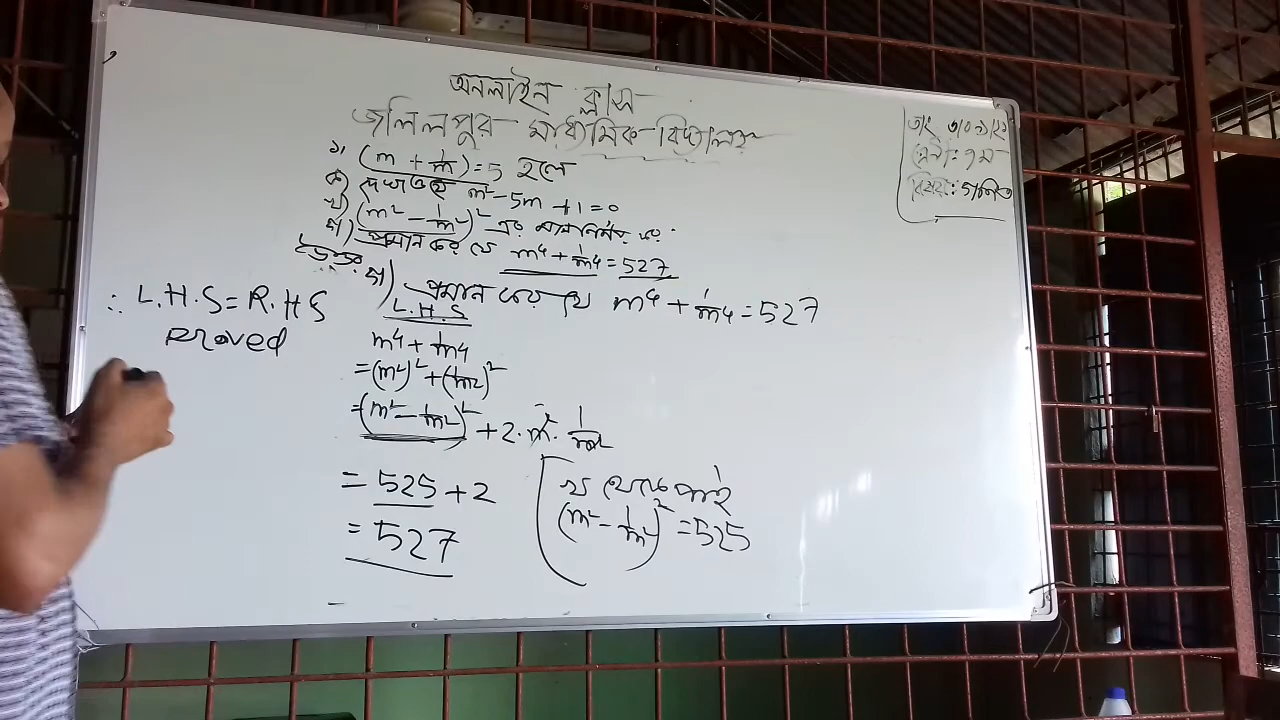 অনলাইন ক্লাস
জলিলপুর মাধ্যমিক বিদ্যালয়
তাং
শ্রেণী: ৭ম
বিষয়: গণিত
১, (m + 1/m) = 5 হলে
ক) দেখাও যে m² - 5m + 1 = 0
খ) (m² - 1/m²)² এর মান নির্ণয় কর
গ) প্রমান কর যে m⁴ + 1/m⁴ = 527
উত্তর গ) প্রমান কর যে m⁴ + 1/m⁴ = 527
L.H.S
m⁴ + 1/m⁴
= (m²)² + (1/m²)²
= (m² - 1/m²)² + 2. m². 1/m²
= 525 + 2
= 527
খ থেকে পাই
(m² - 1/m²)² = 525
∴ L.H.S = R.H.S
Proved